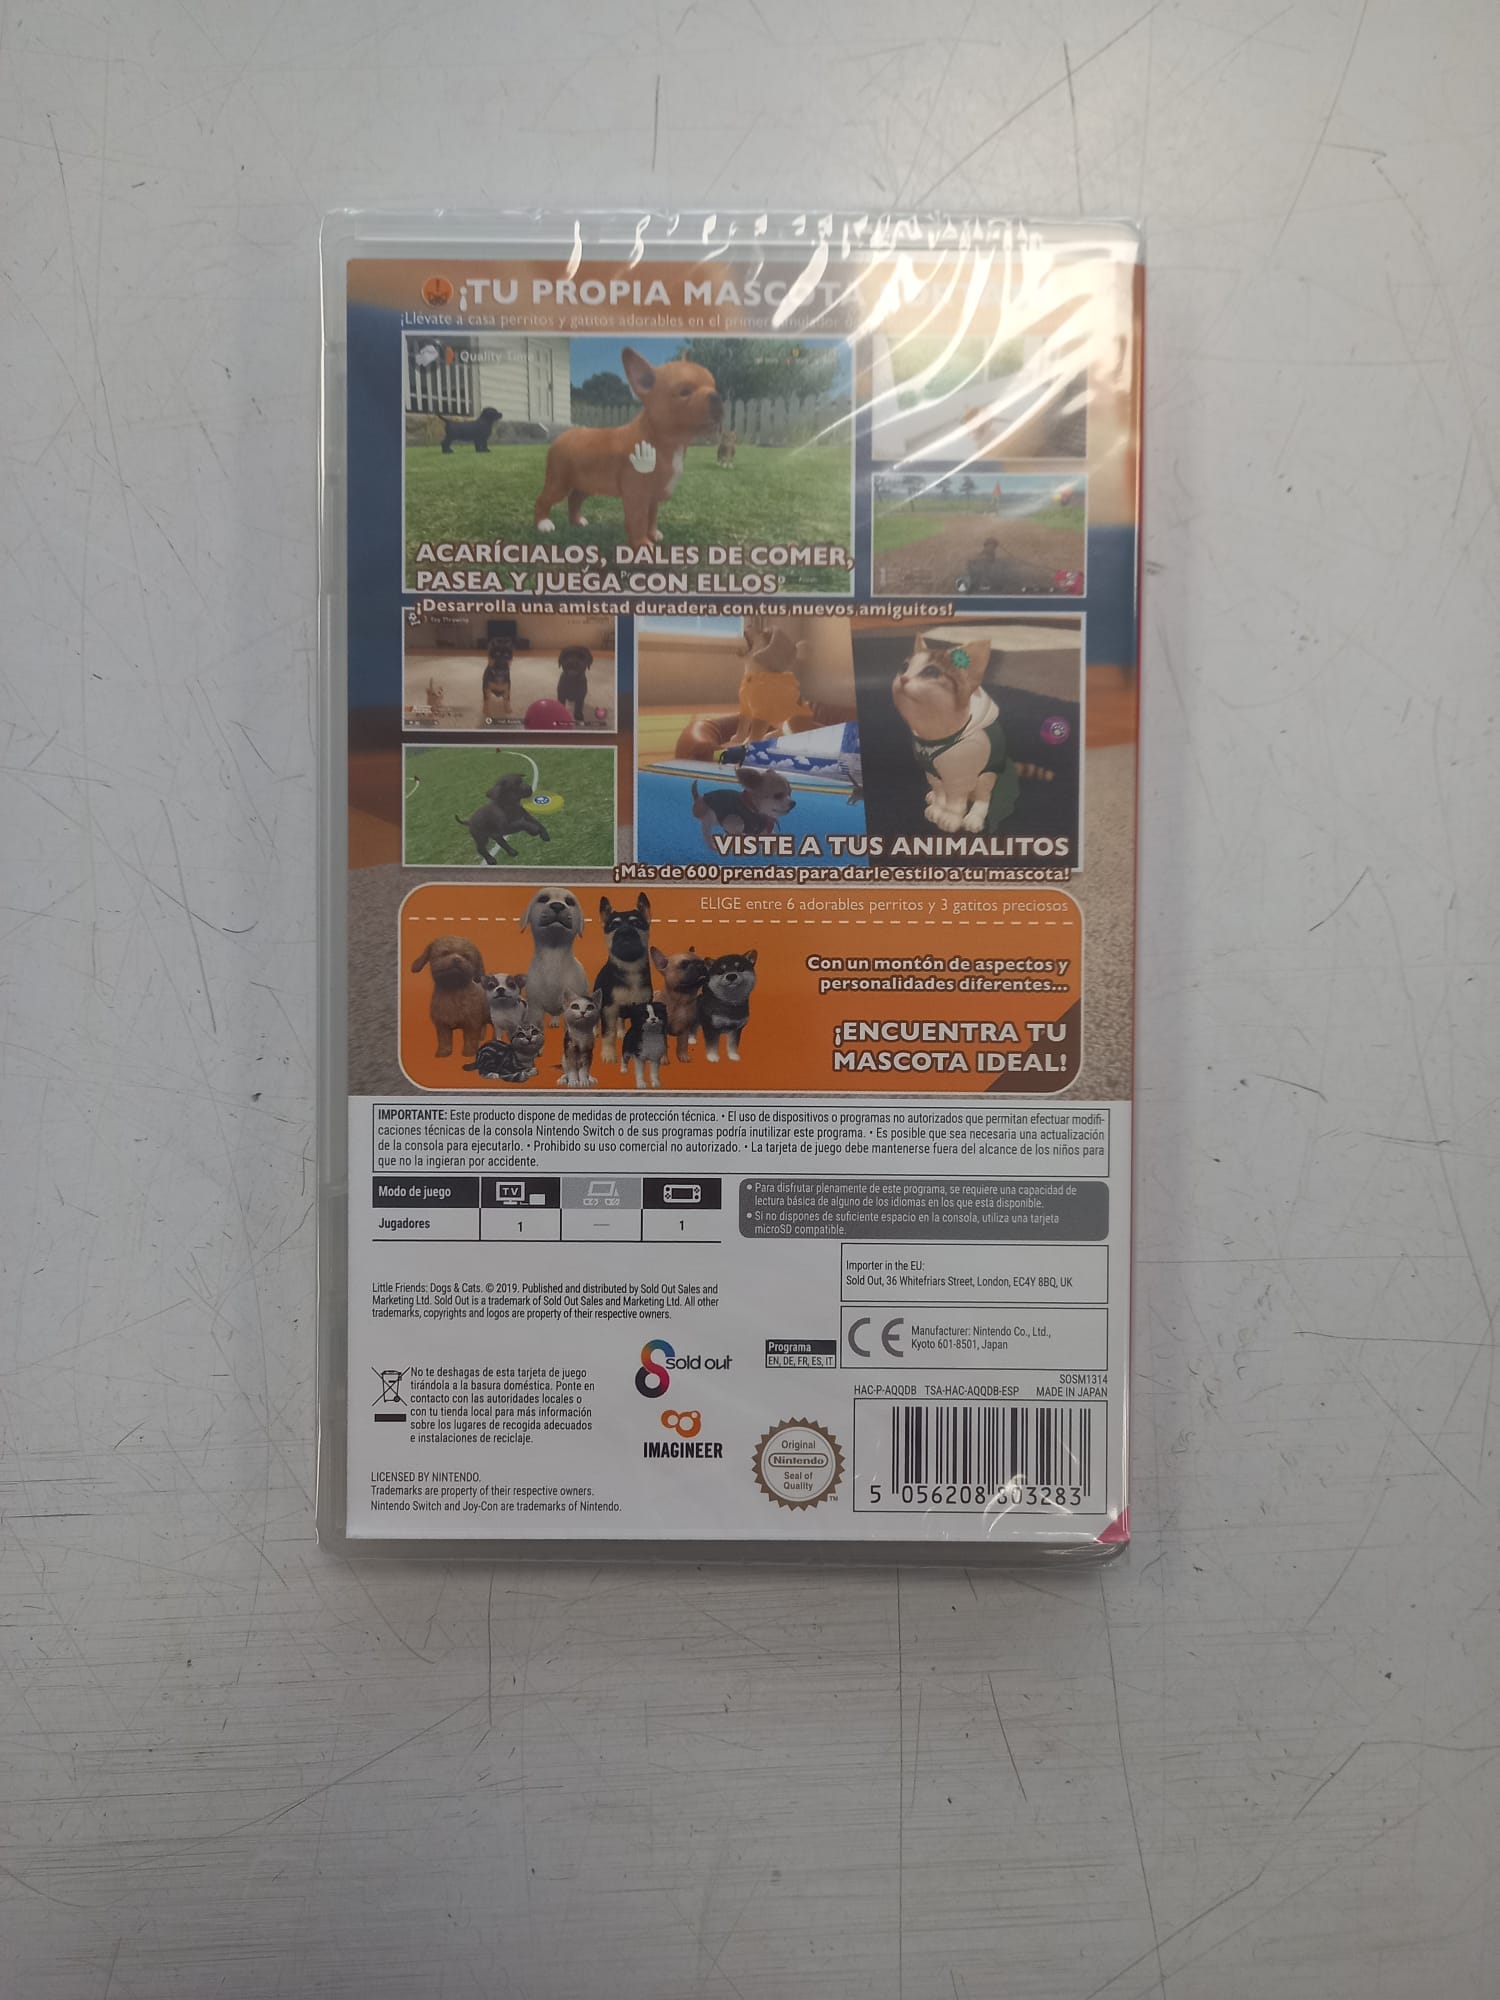 ¡TU PROPIA MASCOTA
¡Llévate a casa perritos y gatitos adorables en el primer
Quality Time
ACARÍCIALOS, DALES DE COMER,
PASEA Y JUEGA CON ELLOS
¡Desarrolla una amistad duradera con tus nuevos amiguitos!
Toy Throwing
VISTE A TUS ANIMALITOS
¡Más de 600 prendas para darle estilo a tu mascota!
ELIGE entre 6 adorables perritos y 3 gatitos preciosos
Con un montón de aspectos y
personalidades diferentes...
¡ENCUENTRA TU
MASCOTA IDEAL!
IMPORTANTE: Este producto dispone de medidas de protección técnica. • El uso de dispositivos o programas no autorizados que permitan efectuar modifi-
caciones técnicas de la consola Nintendo Switch o de sus programas podría inutilizar este programa. • Es posible que sea necesaria una actualización
de la consola para ejecutarlo. • Prohibido su uso comercial no autorizado. • La tarjeta de juego debe mantenerse fuera del alcance de los niños para
que no la ingieran por accidente.
Modo de juego TV
Jugadores 1 — 1
• Para disfrutar plenamente de este programa, se requiere una capacidad de
lectura básica de alguno de los idiomas en los que está disponible.
• Si no dispones de suficiente espacio en la consola, utiliza una tarjeta
microSD compatible.
Importer in the EU:
Sold Out, 36 Whitefriars Street, London, EC4Y 8BQ, UK
Little Friends: Dogs & Cats. © 2019. Published and distributed by Sold Out Sales and
Marketing Ltd. Sold Out is a trademark of Sold Out Sales and Marketing Ltd. All other
trademarks, copyrights and logos are property of their respective owners.
CE Manufacturer: Nintendo Co., Ltd.,
Kyoto 601-8501, Japan
Programa
EN, DE, FR, ES, IT
sold out
No te deshagas de esta tarjeta de juego
tirándola a la basura doméstica. Ponte en
contacto con las autoridades locales o
con tu tienda local para más información
sobre los lugares de recogida adecuados
e instalaciones de reciclaje.
SOSM1314
HAC-P-AQQDB TSA-HAC-AQQDB-ESP MADE IN JAPAN
IMAGINEER
Original
Nintendo
Seal of
Quality
TM
5 056208 803283
LICENSED BY NINTENDO.
Trademarks are property of their respective owners.
Nintendo Switch and Joy-Con are trademarks of Nintendo.